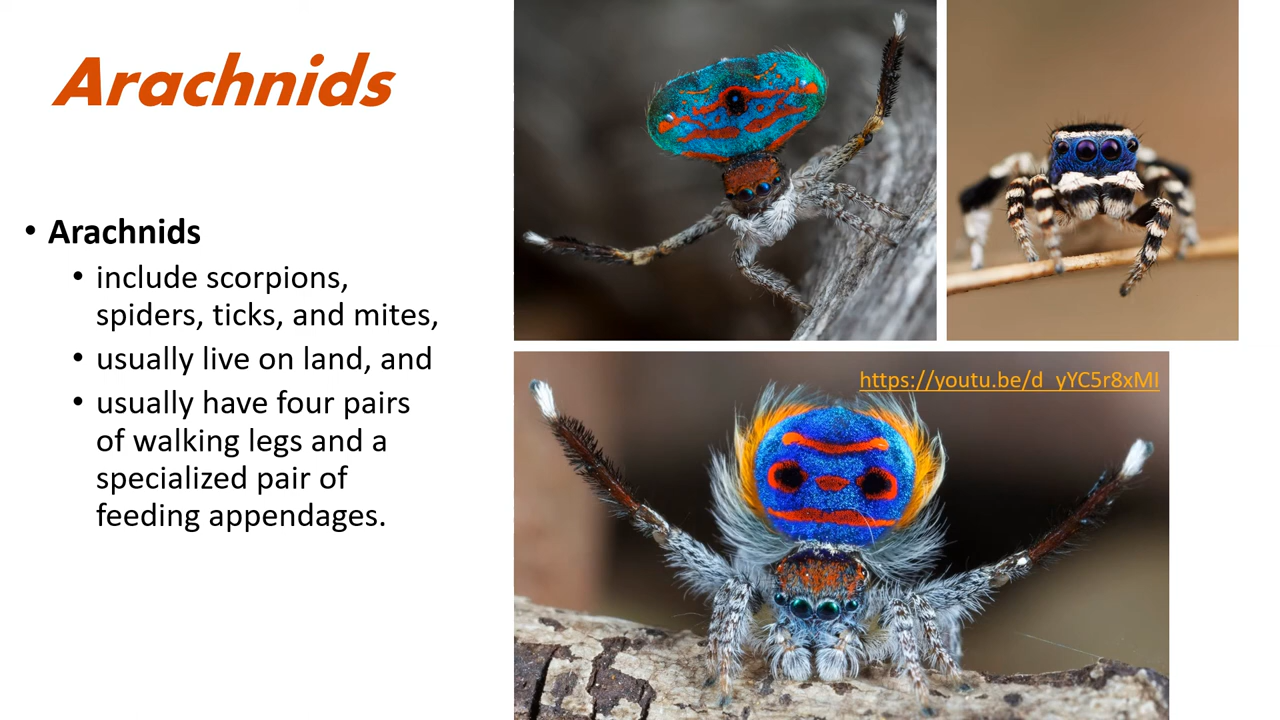 Arachnids
• Arachnids
• include scorpions,
spiders, ticks, and mites,
• usually live on land, and
• usually have four pairs
of walking legs and a
specialized pair of
feeding appendages.
https://youtu.be/d_yYC5r8xMI